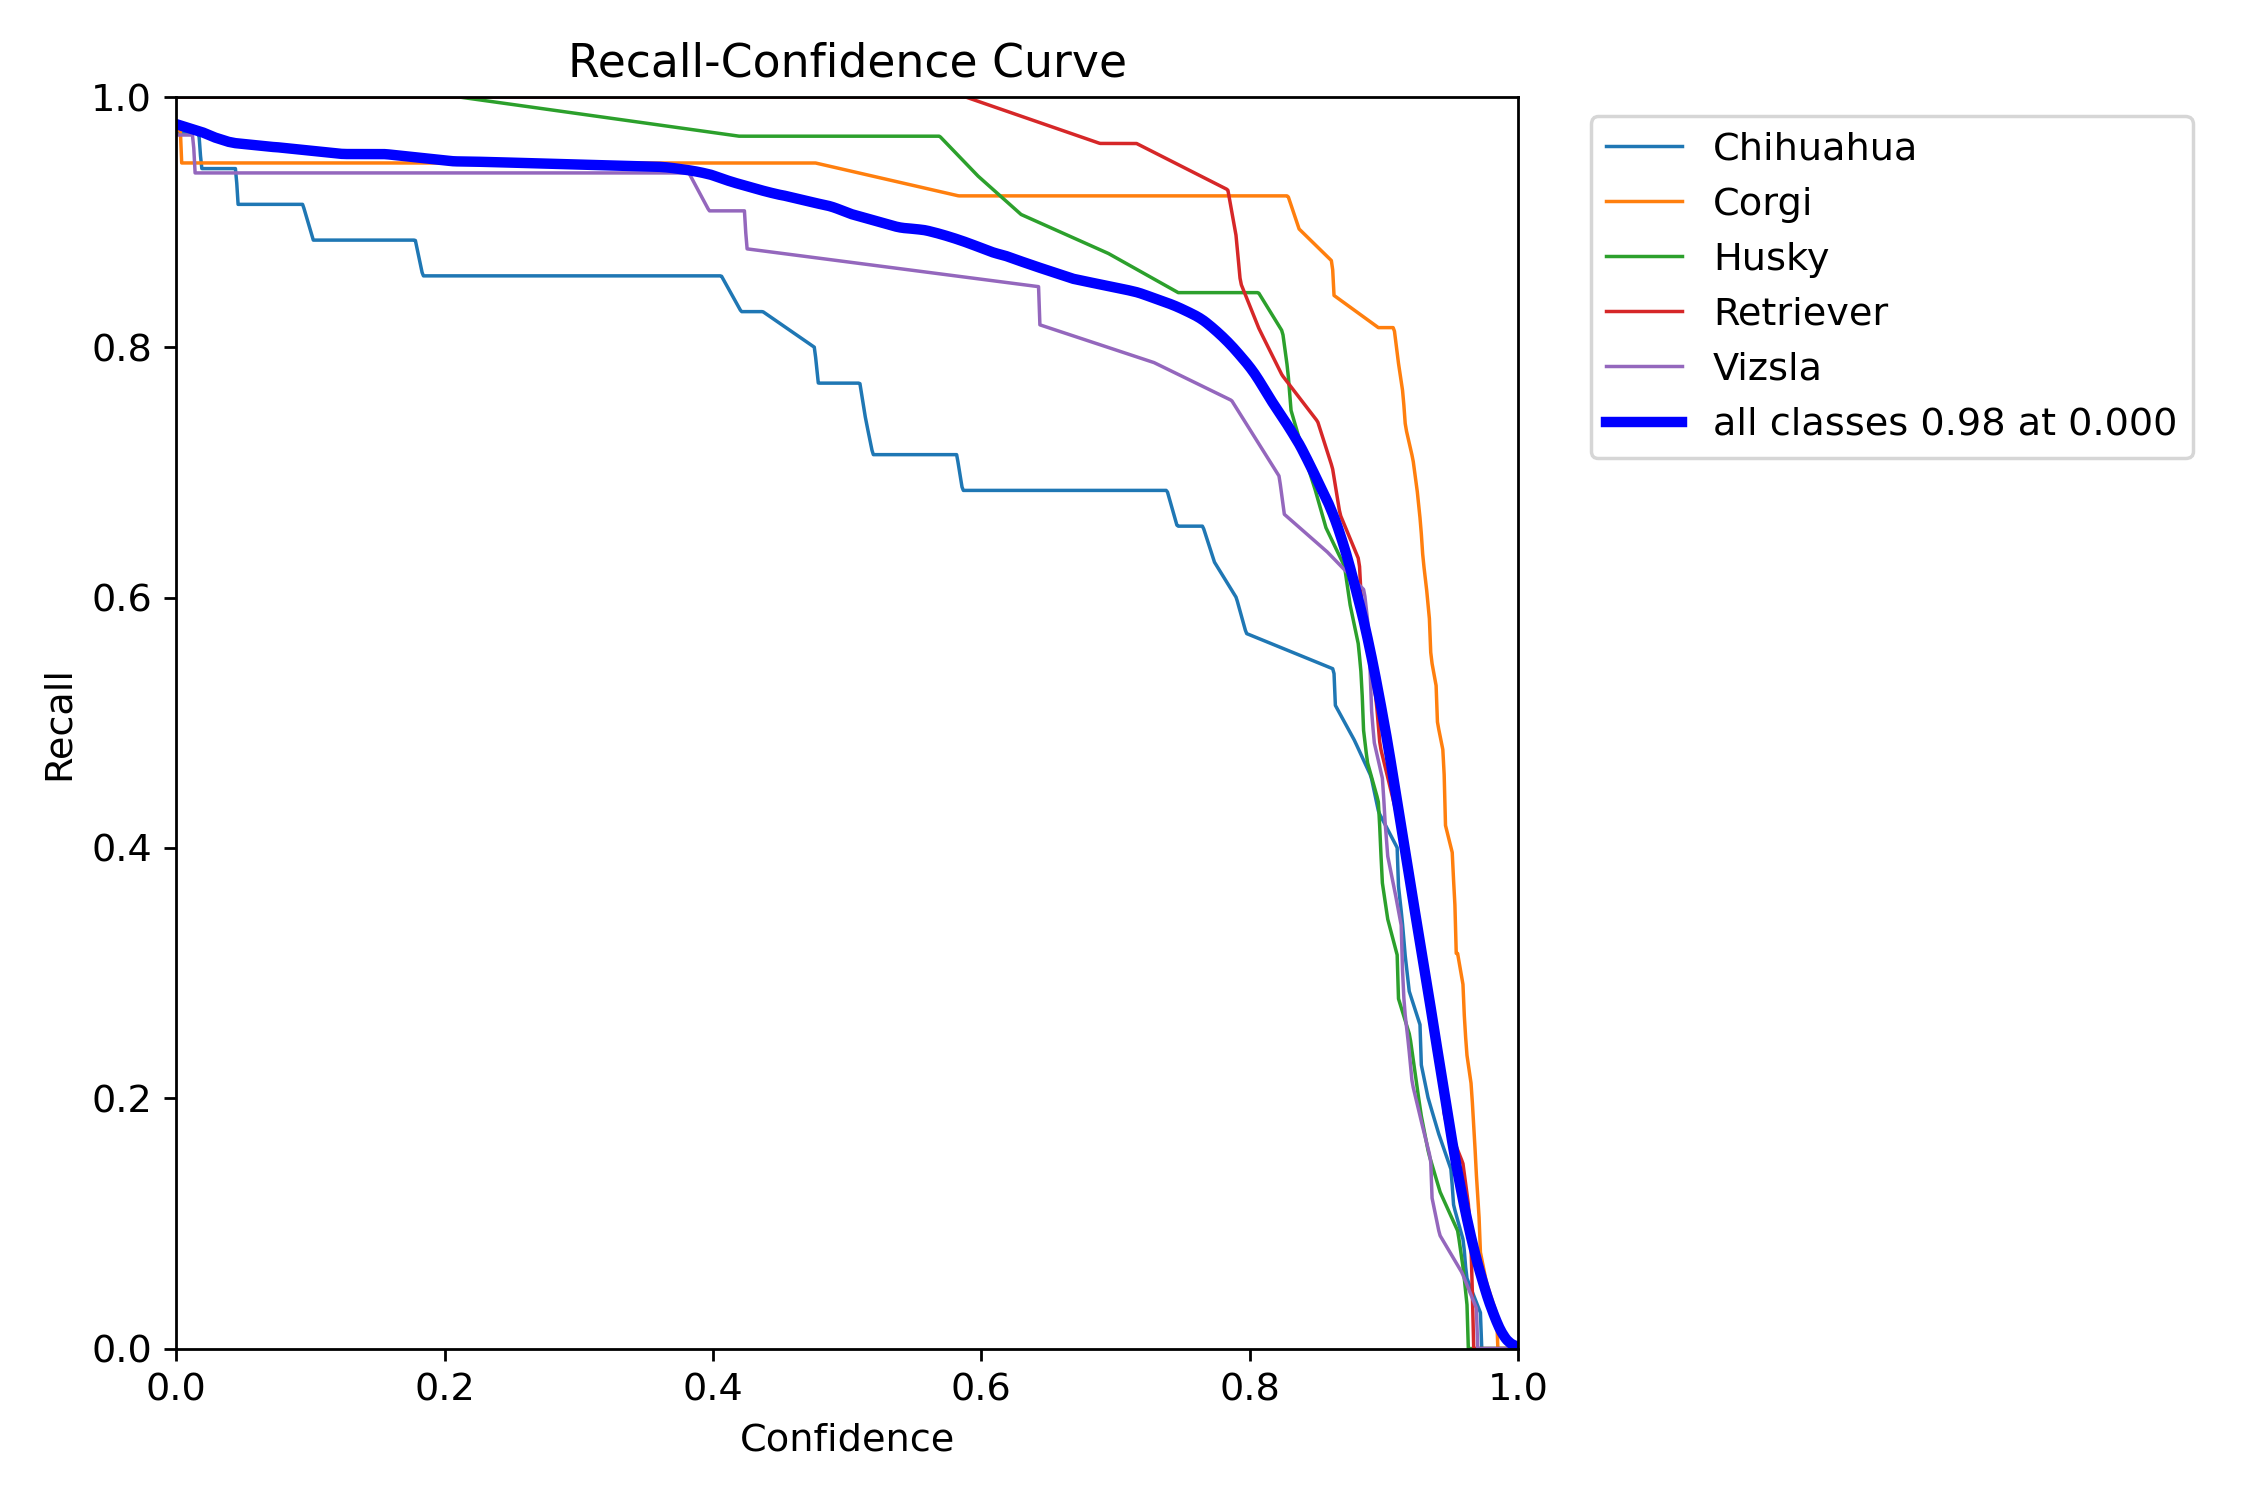 Recall-Confidence Curve
1.0
0.8
0.6
0.4
0.2
0.0
Recall
0.0 0.2 0.4 0.6 0.8 1.0
Confidence
Chihuahua
Corgi
Husky
Retriever
Vizsla
all classes 0.98 at 0.000